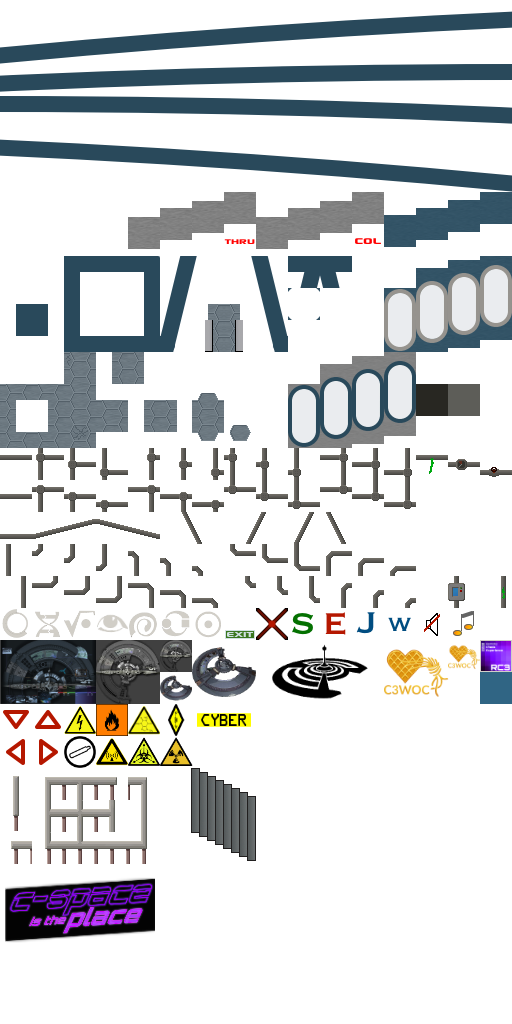 THRU
COL
EXIT
S
E
J
W
C3WOC
C3WOC
RC3
CYBER
C-space
is the place